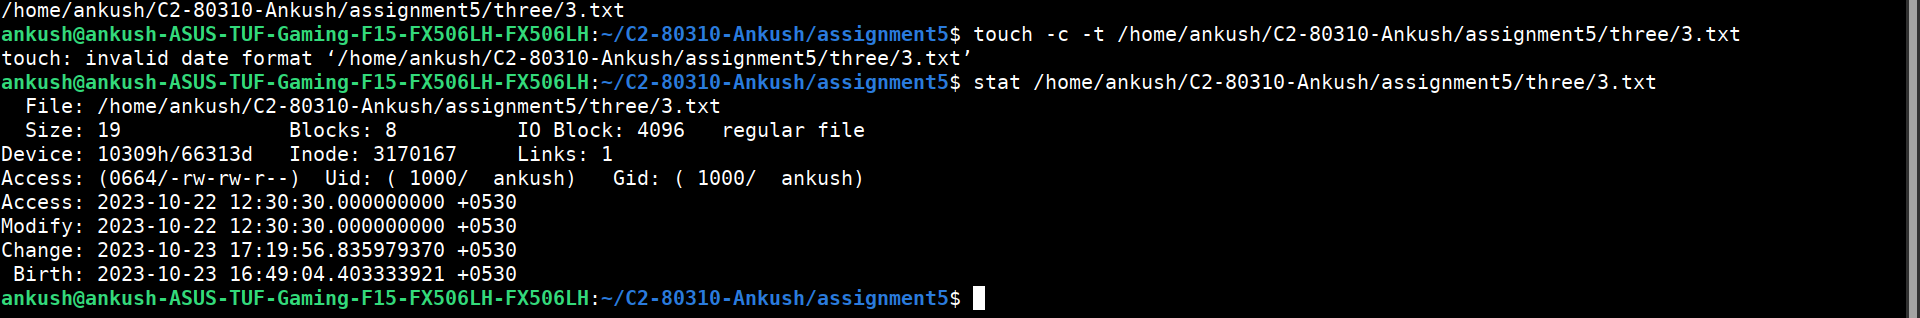 /home/ankush/C2-80310-Ankush/assignment5/three/3.txt
ankush@ankush-ASUS-TUF-Gaming-F15-FX506LH-FX506LH:~/C2-80310-Ankush/assignment5$ touch -c -t /home/ankush/C2-80310-Ankush/assignment5/three/3.txt
touch: invalid date format ‘/home/ankush/C2-80310-Ankush/assignment5/three/3.txt’
ankush@ankush-ASUS-TUF-Gaming-F15-FX506LH-FX506LH:~/C2-80310-Ankush/assignment5$ stat /home/ankush/C2-80310-Ankush/assignment5/three/3.txt
  File: /home/ankush/C2-80310-Ankush/assignment5/three/3.txt
  Size: 19              Blocks: 8          IO Block: 4096   regular file
Device: 10309h/66313d   Inode: 3170167     Links: 1
Access: (0664/-rw-rw-r--)  Uid: ( 1000/  ankush)   Gid: ( 1000/  ankush)
Access: 2023-10-22 12:30:30.000000000 +0530
Modify: 2023-10-22 12:30:30.000000000 +0530
Change: 2023-10-23 17:19:56.835979370 +0530
 Birth: 2023-10-23 16:49:04.403333921 +0530
ankush@ankush-ASUS-TUF-Gaming-F15-FX506LH-FX506LH:~/C2-80310-Ankush/assignment5$